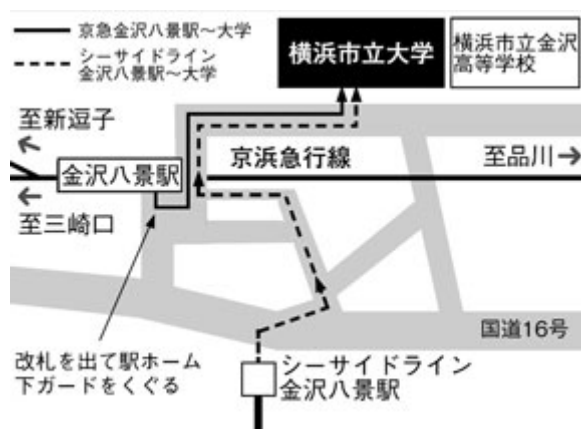 京急金沢八景駅～大学
シーサイドライン
金沢八景駅～大学
横浜市立大学
横浜市立金沢
高等学校
至新逗子
京浜急行線
至品川
金沢八景駅
至三崎口
国道16号
改札を出て駅ホーム
下ガードをくぐる
シーサイドライン
金沢八景駅